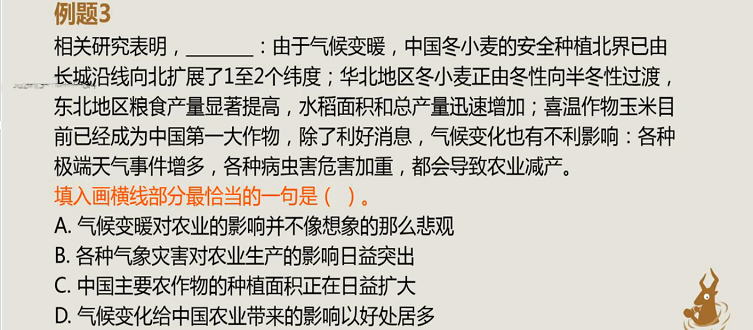 例题3
相关研究表明，_______：由于气候变暖，中国冬小麦的安全种植北界已由
长城沿线向北扩展了1至2个纬度；华北地区冬小麦正由冬性向半冬性过渡，
东北地区粮食产量显著提高，水稻面积和总产量迅速增加；喜温作物玉米目
前已经成为中国第一大作物，除了利好消息，气候变化也有不利影响：各种
极端天气事件增多，各种病虫害危害加重，都会导致农业减产。
填入画横线部分最恰当的一句是（  ）。
A. 气候变暖对农业的影响并不像想象的那么悲观
B. 各种气象灾害对农业生产的影响日益突出
C. 中国主要农作物的种植面积正在日益扩大
D. 气候变化给中国农业带来的影响以好处居多